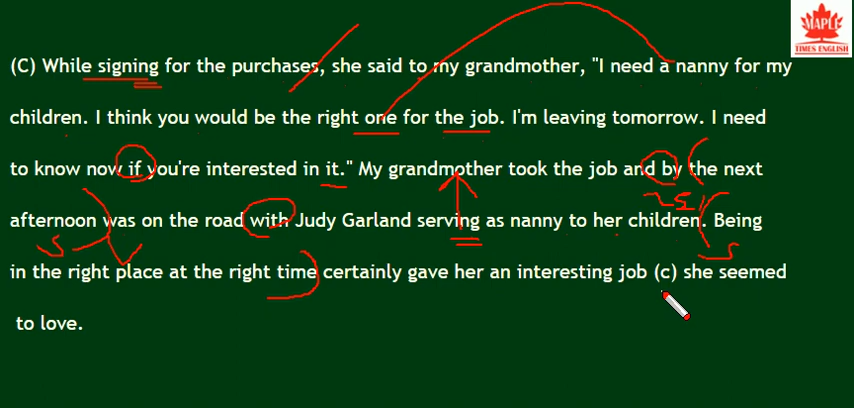 MAPLE
TIMES ENGLISH
(C) While signing for the purchases, she said to my grandmother, "I need a nanny for my
children. I think you would be the right one for the job. I'm leaving tomorrow. I need
to know now if you're interested in it." My grandmother took the job and by the next
afternoon was on the road with Judy Garland serving as nanny to her children. Being
in the right place at the right time certainly gave her an interesting job (c) she seemed
to love.
S
V
S